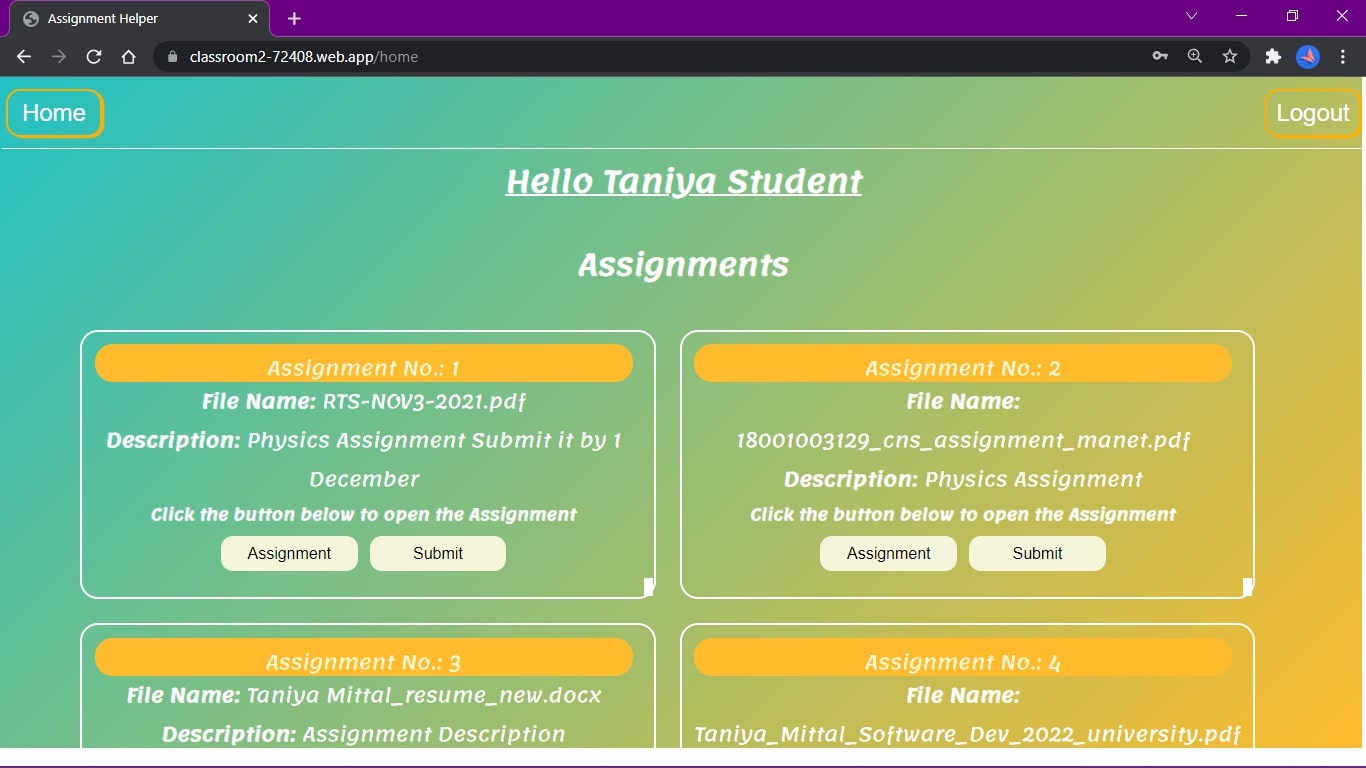 Assignment Helper
classroom2-72408.web.app/home
Home
Logout
Hello Taniya Student
Assignments
Assignment No.: 1
File Name: RTS-NOV3-2021.pdf
Description: Physics Assignment Submit it by 1
December
Click the button below to open the Assignment
Assignment
Submit
Assignment No.: 2
File Name:
18001003129_cns_assignment_manet.pdf
Description: Physics Assignment
Click the button below to open the Assignment
Assignment
Submit
Assignment No.: 3
File Name: Taniya Mittal_resume_new.docx
Description: Assignment Description
Assignment No.: 4
File Name:
Taniya_Mittal_Software_Dev_2022_university.pdf